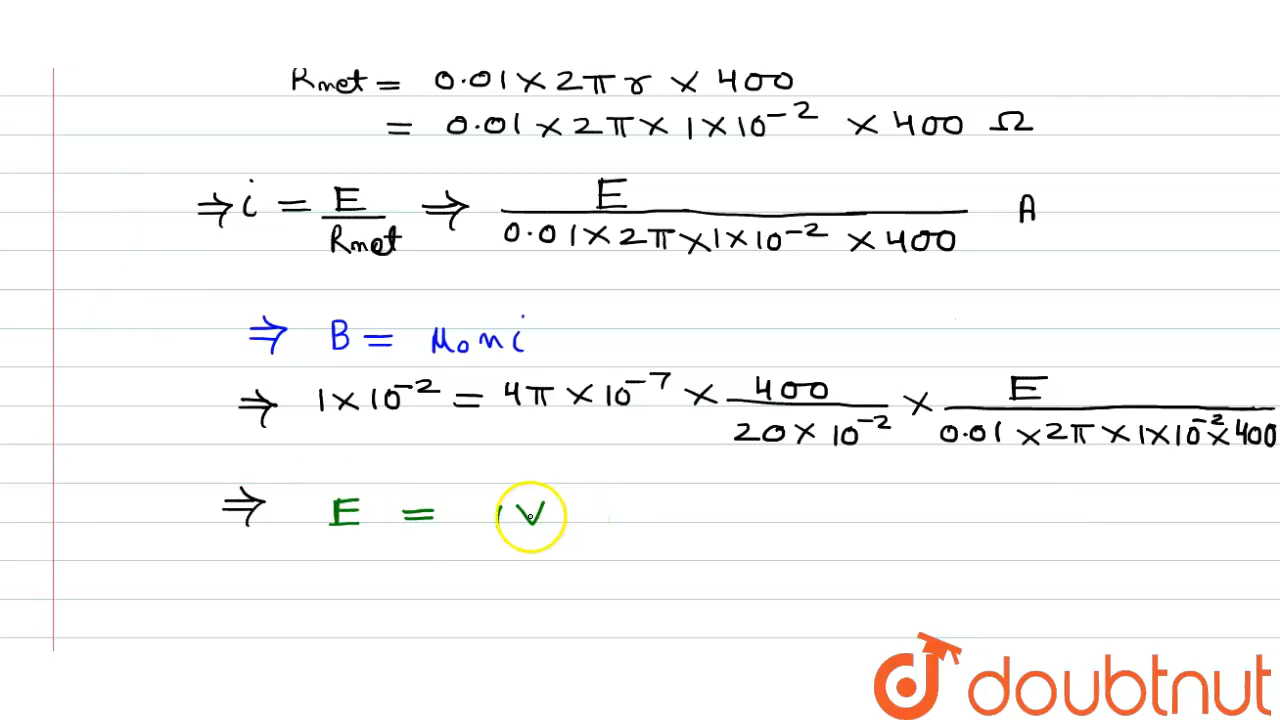 Rnet = 0.01 × 2π r × 400
= 0.01 × 2π × 1 × 10⁻² × 400 Ω
⇒ i = E/Rnet ⇒ E/(0.01 × 2π × 1 × 10⁻² × 400) A
⇒ B = μ₀ni
⇒ 1 × 10⁻² = 4π × 10⁻⁷ × 400/(20 × 10⁻²) × E/(0.01 × 2π × 1 × 10⁻² × 400)
⇒ E = 1V
doubtnut